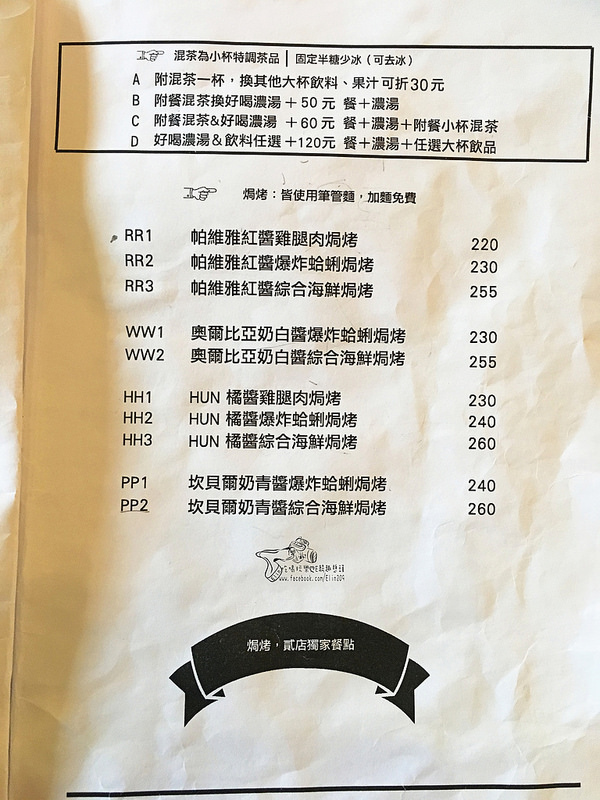 混茶為小杯特調茶品 | 固定半糖少冰（可去冰）
A 附混茶一杯，換其他大杯飲料、果汁可折30元
B 附餐混茶換好喝濃湯 ＋50 元 餐＋濃湯
C 附餐混茶&好喝濃湯 ＋60 元 餐＋濃湯＋附餐小杯混茶
D 好喝濃湯＆飲料任選 ＋120元 餐＋濃湯＋任選大杯飲品
焗烤：皆使用筆管麵，加麵免費
RR1 帕維雅紅醬雞腿肉焗烤 220
RR2 帕維雅紅醬爆炸蛤蜊焗烤 230
RR3 帕維雅紅醬綜合海鮮焗烤 255
WW1 奧爾比亞奶白醬爆炸蛤蜊焗烤 230
WW2 奧爾比亞奶白醬綜合海鮮焗烤 255
HH1 HUN 橘醬雞腿肉焗烤 230
HH2 HUN 橘醬爆炸蛤蜊焗烤 240
HH3 HUN 橘醬綜合海鮮焗烤 260
PP1 坎貝爾奶青醬爆炸蛤蜊焗烤 240
PP2 坎貝爾奶青醬綜合海鮮焗烤 260
www.facebook.com/Elin209
焗烤，貳店獨家餐點